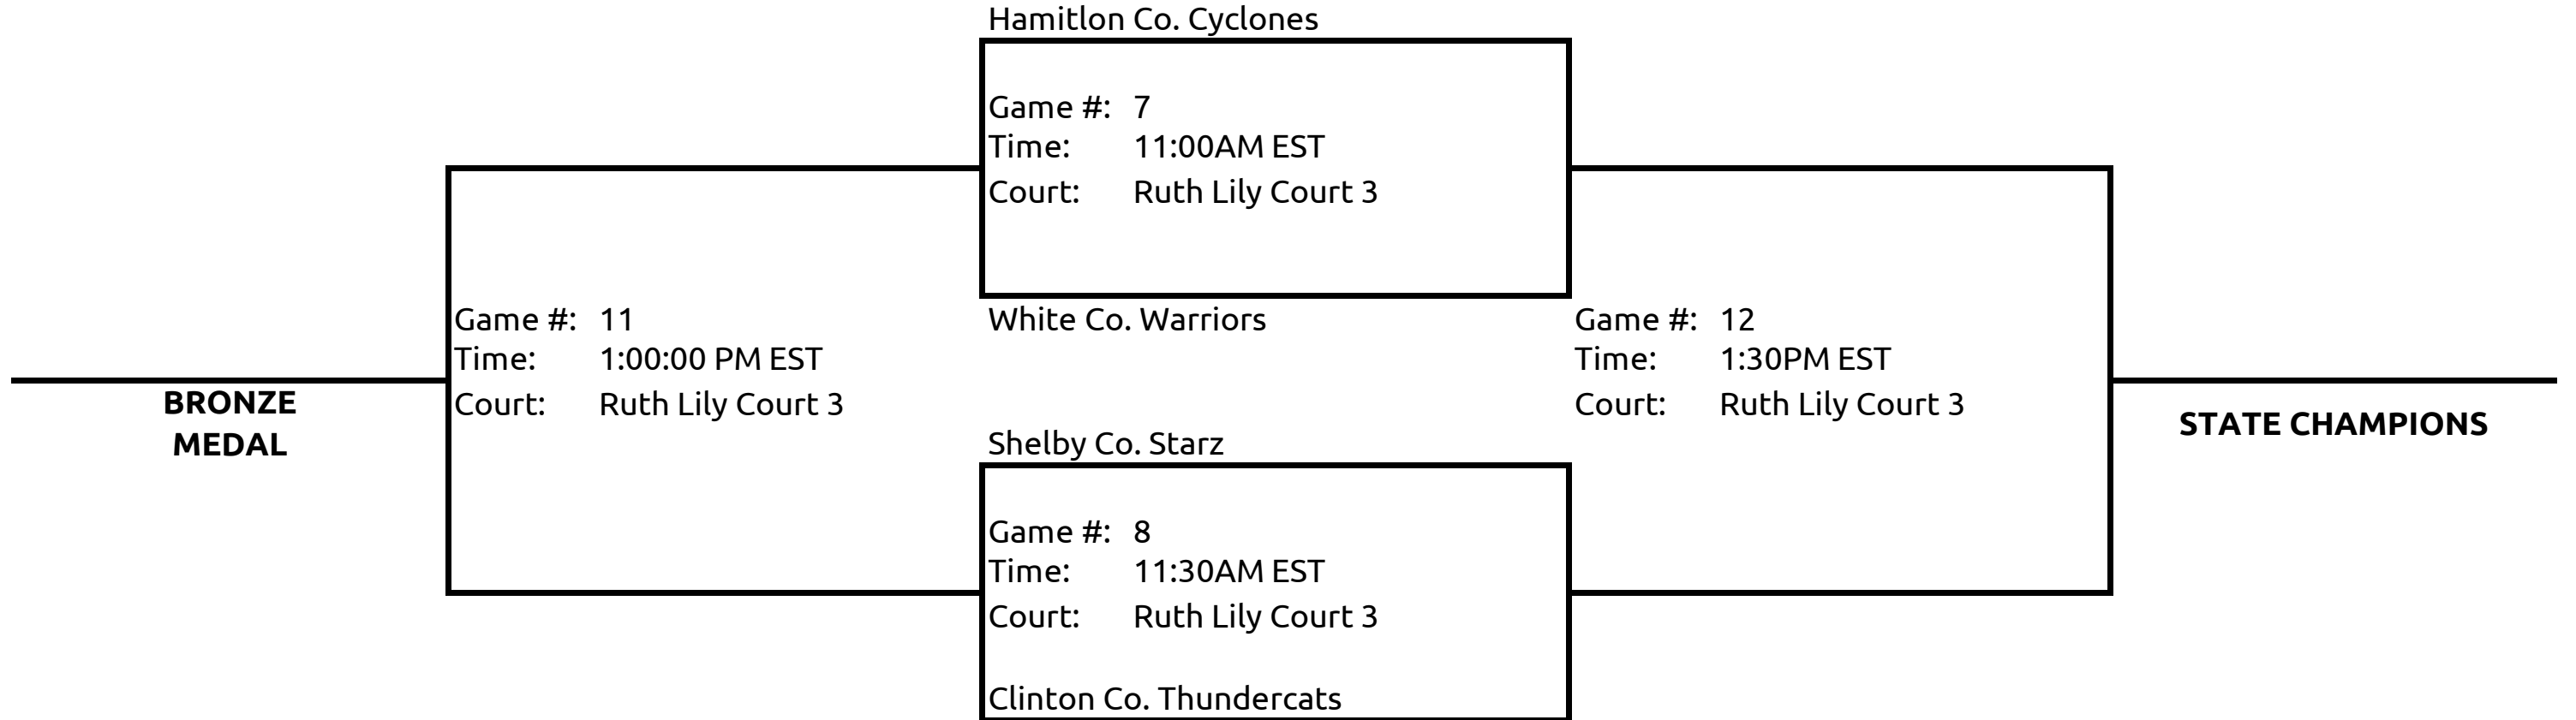 Hamitlon Co. Cyclones
Game #: 7
Time: 11:00AM EST
Court: Ruth Lily Court 3
White Co. Warriors
Game #: 11
Time: 1:00:00 PM EST
Court: Ruth Lily Court 3
BRONZE
MEDAL
Game #: 12
Time: 1:30PM EST
Court: Ruth Lily Court 3
STATE CHAMPIONS
Shelby Co. Starz
Game #: 8
Time: 11:30AM EST
Court: Ruth Lily Court 3
Clinton Co. Thundercats